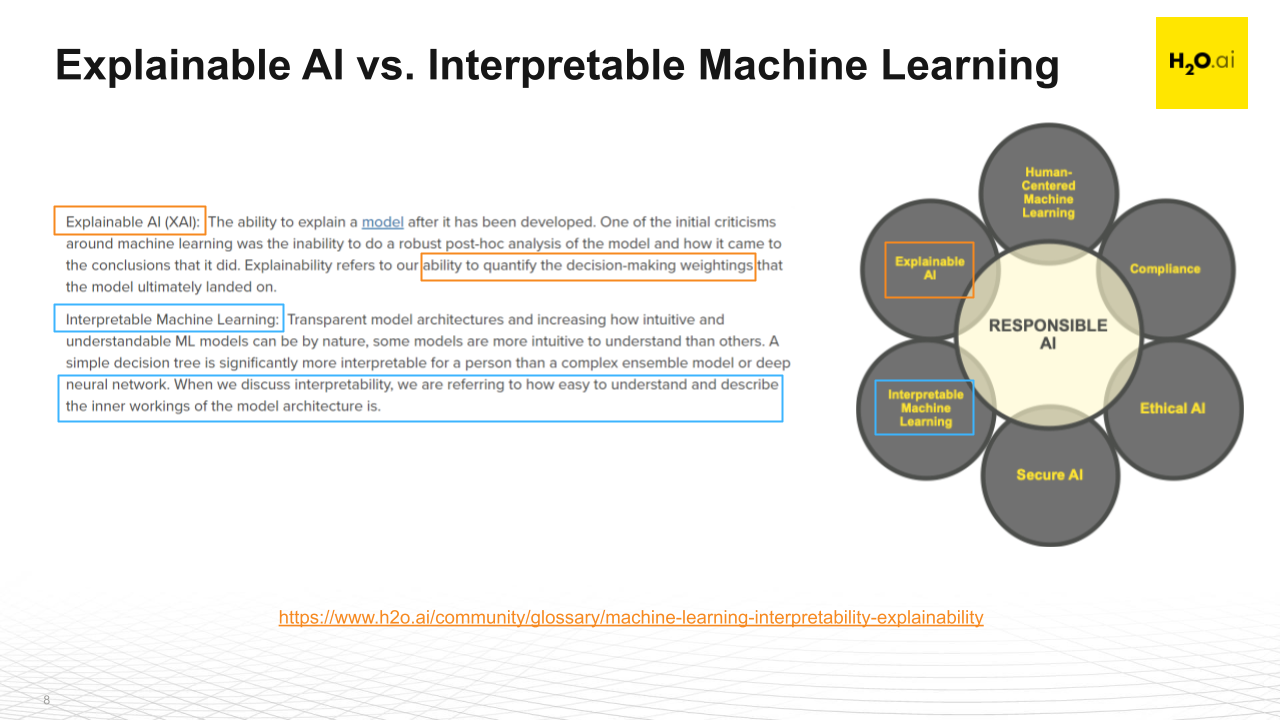 Explainable AI vs. Interpretable Machine Learning
H2O.ai
Explainable AI (XAI): The ability to explain a model after it has been developed. One of the initial criticisms
around machine learning was the inability to do a robust post-hoc analysis of the model and how it came to
the conclusions that it did. Explainability refers to our ability to quantify the decision-making weightings that
the model ultimately landed on.
Interpretable Machine Learning: Transparent model architectures and increasing how intuitive and
understandable ML models can be by nature, some models are more intuitive to understand than others. A
simple decision tree is significantly more interpretable for a person than a complex ensemble model or deep
neural network. When we discuss interpretability, we are referring to how easy to understand and describe
the inner workings of the model architecture is.
Human-
Centered
Machine
Learning
Explainable
AI
Compliance
RESPONSIBLE
AI
Interpretable
Machine
Learning
Ethical AI
Secure AI
https://www.h2o.ai/community/glossary/machine-learning-interpretability-explainability
8